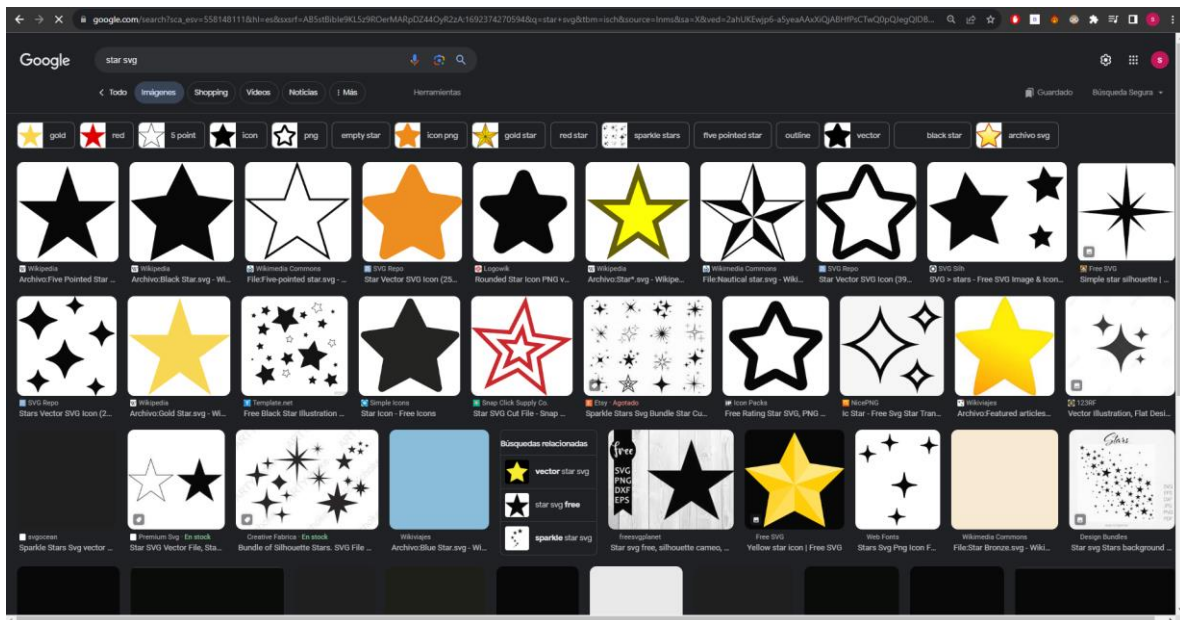 google.com/search?sca_esv=558148111&hl=es&sxsrf=AB5stBible9KL5z9ROerMARpDZ44OyR2zA:1692374270594&q=star+svg&tbm=isch&source=lnms&sa=X&ved=2ahUKEwjp6-a5yeaAAxXiQjABHfPsCTwQ0pQJegQIDB...
Google
star svg
S
Todo Imágenes Shopping Vídeos Noticias Más Herramientas
Guardado Búsqueda Segura
gold red 5 point icon png empty star icon png gold star red star sparkle stars five pointed star outline vector black star archivo svg
Wikipedia Wikipedia Wikimedia Commons SVG Repo Logowik Wikipedia Wikimedia Commons SVG Repo SVG Silh Free SVG
Archivo:Five Pointed Star ... Archivo:Black Star.svg - Wi... File:Five-pointed star.svg - ... Star Vector SVG Icon (25... Rounded Star Icon PNG v... Archivo:Star*.svg - Wikipe... File:Nautical star.svg - Wiki... Star Vector SVG Icon (39... SVG > stars - Free SVG Image & Icon... Simple star silhouette | ...
SVG Repo Wikipedia Template.net Simple Icons Snap Click Supply Co. Etsy · Agotado Icon Packs NicePNG Wikiviajes 123RF
Stars Vector SVG Icon (2... Archivo:Gold Star.svg - Wi... Free Black Star Illustration ... Star Icon - Free Icons Star SVG Cut File - Snap ... Sparkle Stars Svg Bundle Star Cu... Free Rating Star SVG, PNG ... Ic Star - Free Svg Star Tran... Archivo:Featured articles... Vector Illustration, Flat Desi...
Búsquedas relacionadas
vector star svg
star svg free
sparkle star svg
free
SVG
PNG
DXF
EPS
Stars
svgocean Premium Svg · En stock Creative Fabrica · En stock Wikiviajes freesvgplanet Free SVG Web Fonts Wikimedia Commons Design Bundles
Sparkle Stars Svg vector ... Star SVG Vector File, Sta... Bundle of Silhouette Stars. SVG File ... Archivo:Blue Star.svg - Wi... Star svg free, silhouette cameo, ... Yellow star icon | Free SVG Stars Svg Png Icon F... File:Star Bronze.svg - Wiki... Star svg Stars background ...